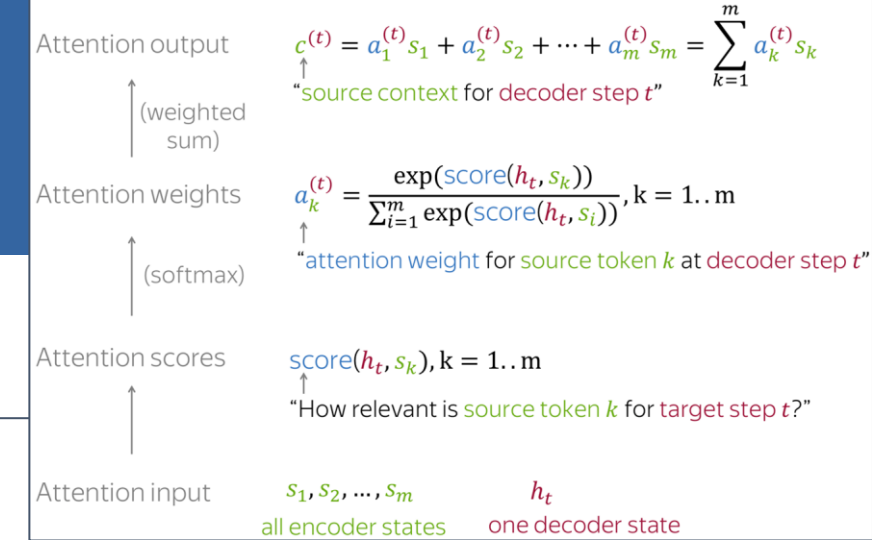 Attention output
c^(t) = a_1^(t) s_1 + a_2^(t) s_2 + ⋯ + a_m^(t) s_m = ∑_{k=1}^{m} a_k^(t) s_k
"source context for decoder step t"
(weighted
sum)
Attention weights
a_k^(t) = exp(score(h_t, s_k)) / ∑_{i=1}^{m} exp(score(h_t, s_i)), k = 1..m
"attention weight for source token k at decoder step t"
(softmax)
Attention scores
score(h_t, s_k), k = 1..m
"How relevant is source token k for target step t?"
Attention input
s_1, s_2, …, s_m
h_t
all encoder states
one decoder state